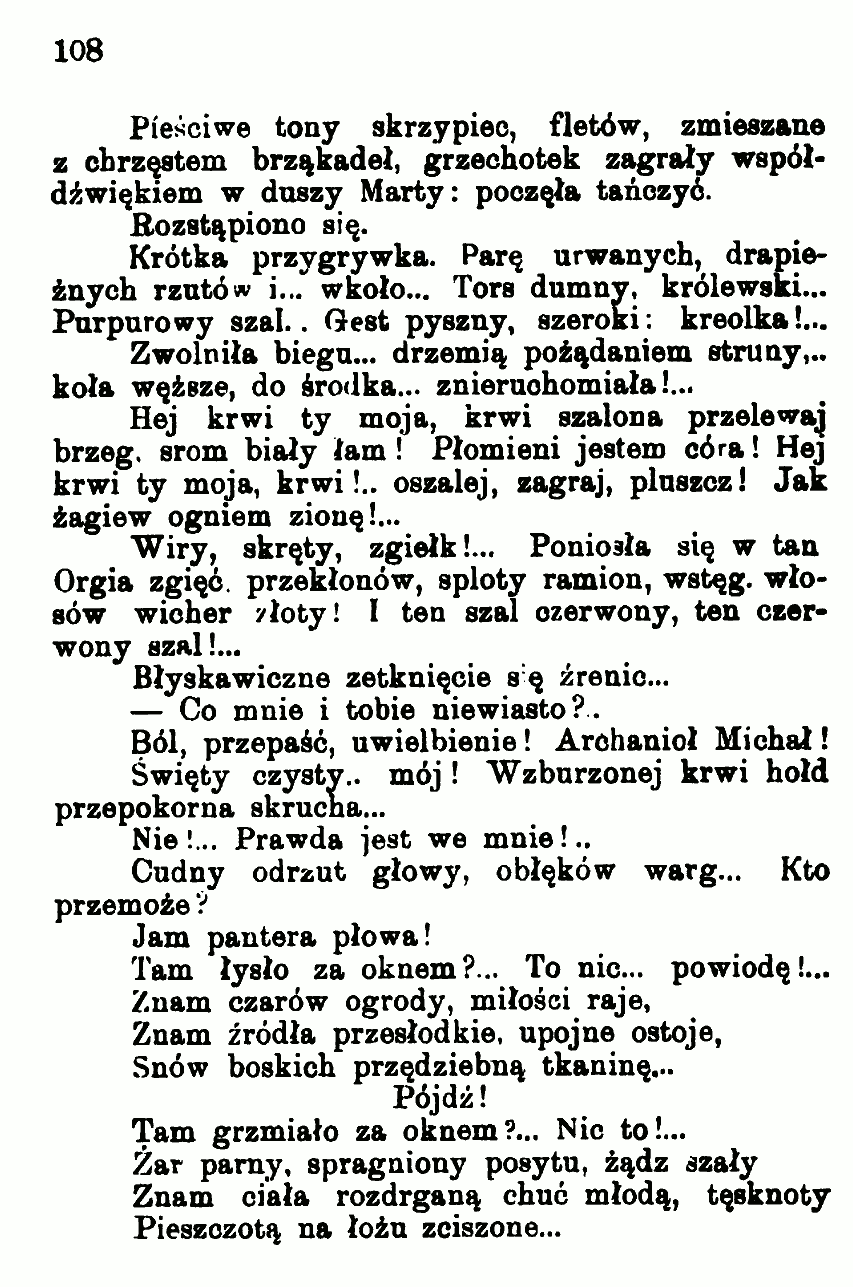 108
Pieściwe tony skrzypiec, fletów, zmieszane
z chrzęstem brząkadeł, grzechotek zagrały współ-
dźwiękiem w duszy Marty: poczęła tańczyć.
Rozstąpiono się.
Krótka przygrywka. Parę urwanych, drapie-
żnych rzutów i... wkoło... Tors dumny, królewski...
Purpurowy szal.. Gest pyszny, szeroki: kreolka!...
Zwolniła biegu... drzemią pożądaniem struny,..
koła węższe, do środka... znieruchomiała!...
Hej krwi ty moja, krwi szalona przelewaj
brzeg. srom biały łam! Płomieni jestem córa! Hej
krwi ty moja, krwi!.. oszalej, zagraj, pluszcz! Jak
żagiew ogniem zionę!...
Wiry, skręty, zgiełk!... Poniosła się w tan
Orgia zgięć. przekłonów, sploty ramion, wstęg. wło-
sów wicher złoty! I ten szal czerwony, ten czer-
wony szal!...
Błyskawiczne zetknięcie się źrenic...
— Co mnie i tobie niewiasto?..
Ból, przepaść, uwielbienie! Archanioł Michał!
Święty czysty.. mój! Wzburzonej krwi hołd
przepokorna skrucha...
Nie!... Prawda jest we mnie!..
Cudny odrzut głowy, obłęków warg... Kto
przemoże?
Jam pantera płowa!
Tam łysło za oknem?... To nic... powiodę!...
Znam czarów ogrody, miłości raje,
Znam źródła przesłodkie, upojne ostoje,
Snów boskich przędziebną tkaninę...
Pójdź!
Tam grzmiało za oknem?... Nic to!...
Żar parny, spragniony posytu, żądz szały
Znam ciała rozdrganą chuć młodą, tęsknoty
Pieszczotą na łożu zciszone...